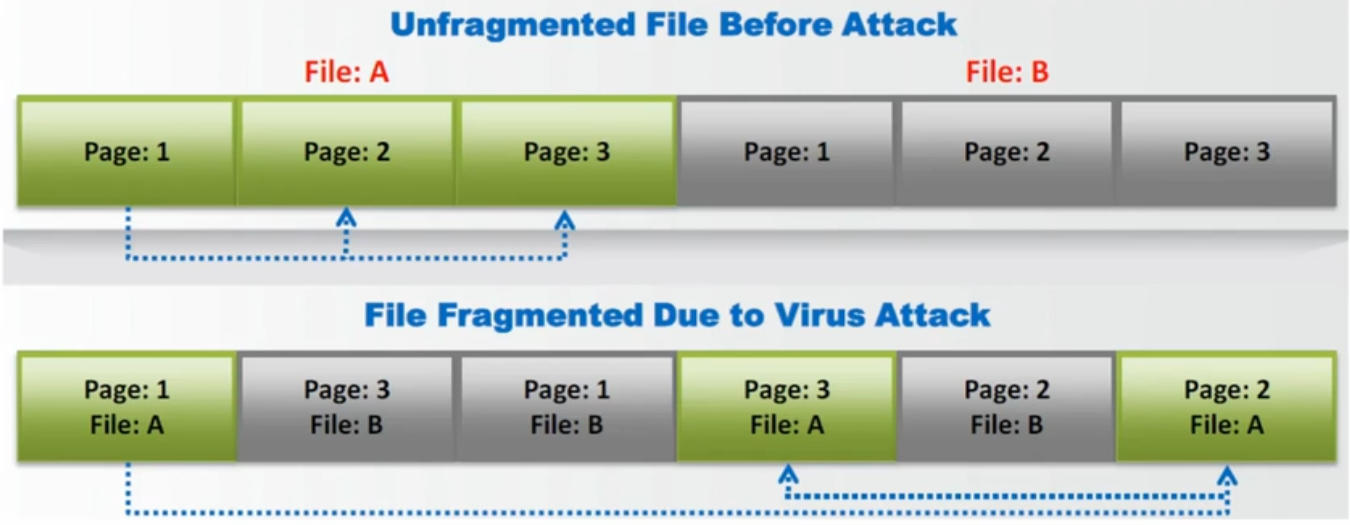 Unfragmented File Before Attack
File: A File: B
Page: 1 Page: 2 Page: 3 Page: 1 Page: 2 Page: 3
File Fragmented Due to Virus Attack
Page: 1 Page: 3 Page: 1 Page: 3 Page: 2 Page: 2
File: A File: B File: B File: A File: B File: A